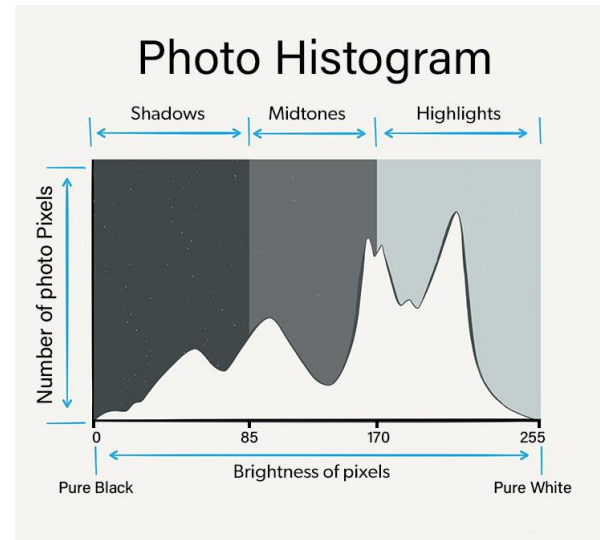 Photo Histogram
Shadows
Midtones
Highlights
Number of photo Pixels
0
85
170
255
Brightness of pixels
Pure Black
Pure White